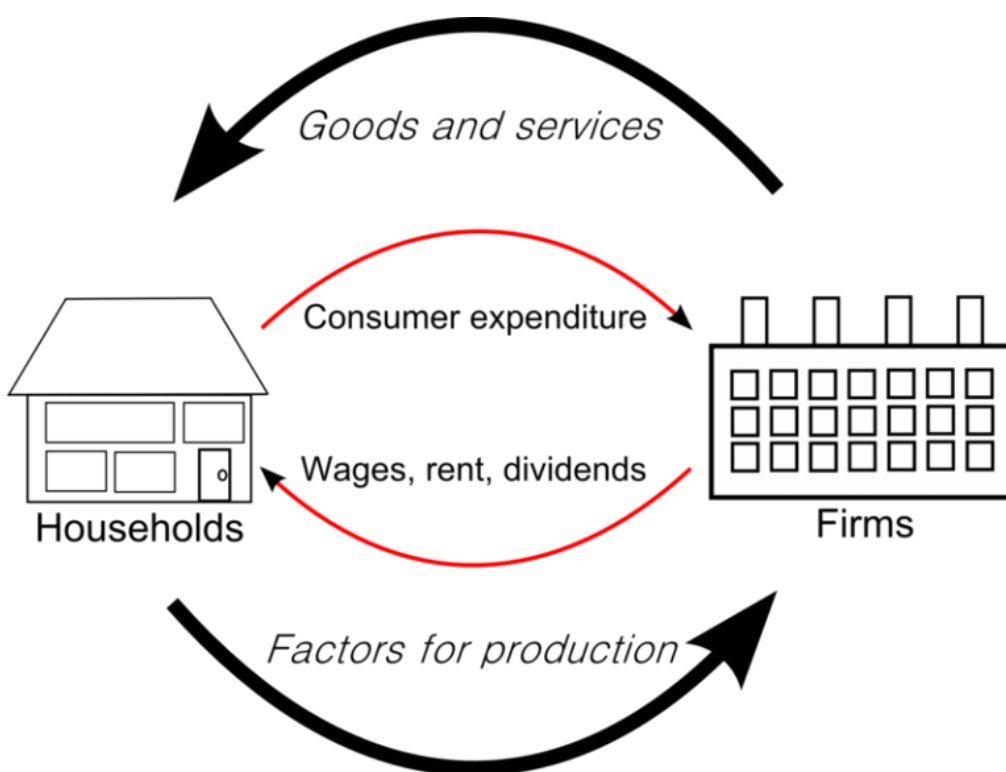 Goods and services
Consumer expenditure
Wages, rent, dividends
Households
Firms
Factors for production